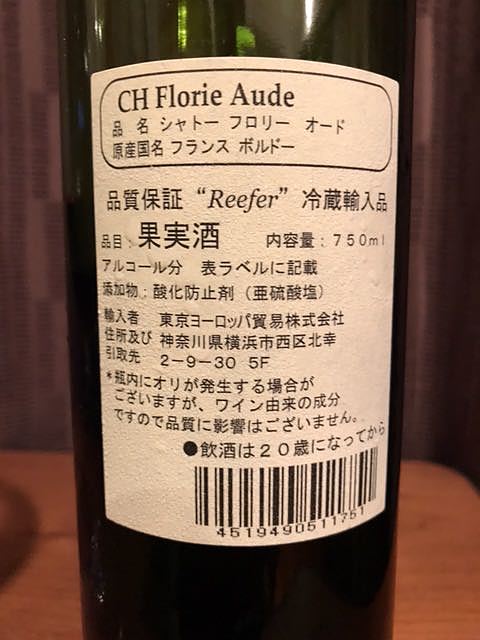 CH Florie Aude
品 名 シャトー フロリー オード
原産国名 フランス ボルドー
品質保証 “Reefer” 冷蔵輸入品
品目：果実酒 内容量：７５０ml
アルコール分 表ラベルに記載
添加物：酸化防止剤（亜硫酸塩）
輸入者 東京ヨーロッパ貿易株式会社
住所及び 神奈川県横浜市西区北幸
引取先 2－9－30 5F
＊瓶内にオリが発生する場合が
ございますが、ワイン由来の成分
ですので品質に影響はございません。
●飲酒は２０歳になってから
4519490511751